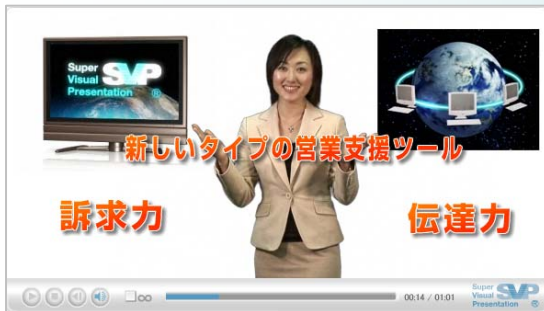 Super
Visual SVP
Presentation ®
新しいタイプの営業支援ツール
訴求力
伝達力
00:14 / 01:01
Super
Visual SVP
Presentation ®